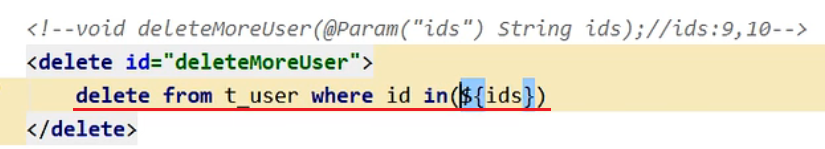 <!--void deleteMoreUser(@Param("ids") String ids);//ids:9,10-->
<delete id="deleteMoreUser">
delete from t_user where id in(${ids})
</delete>